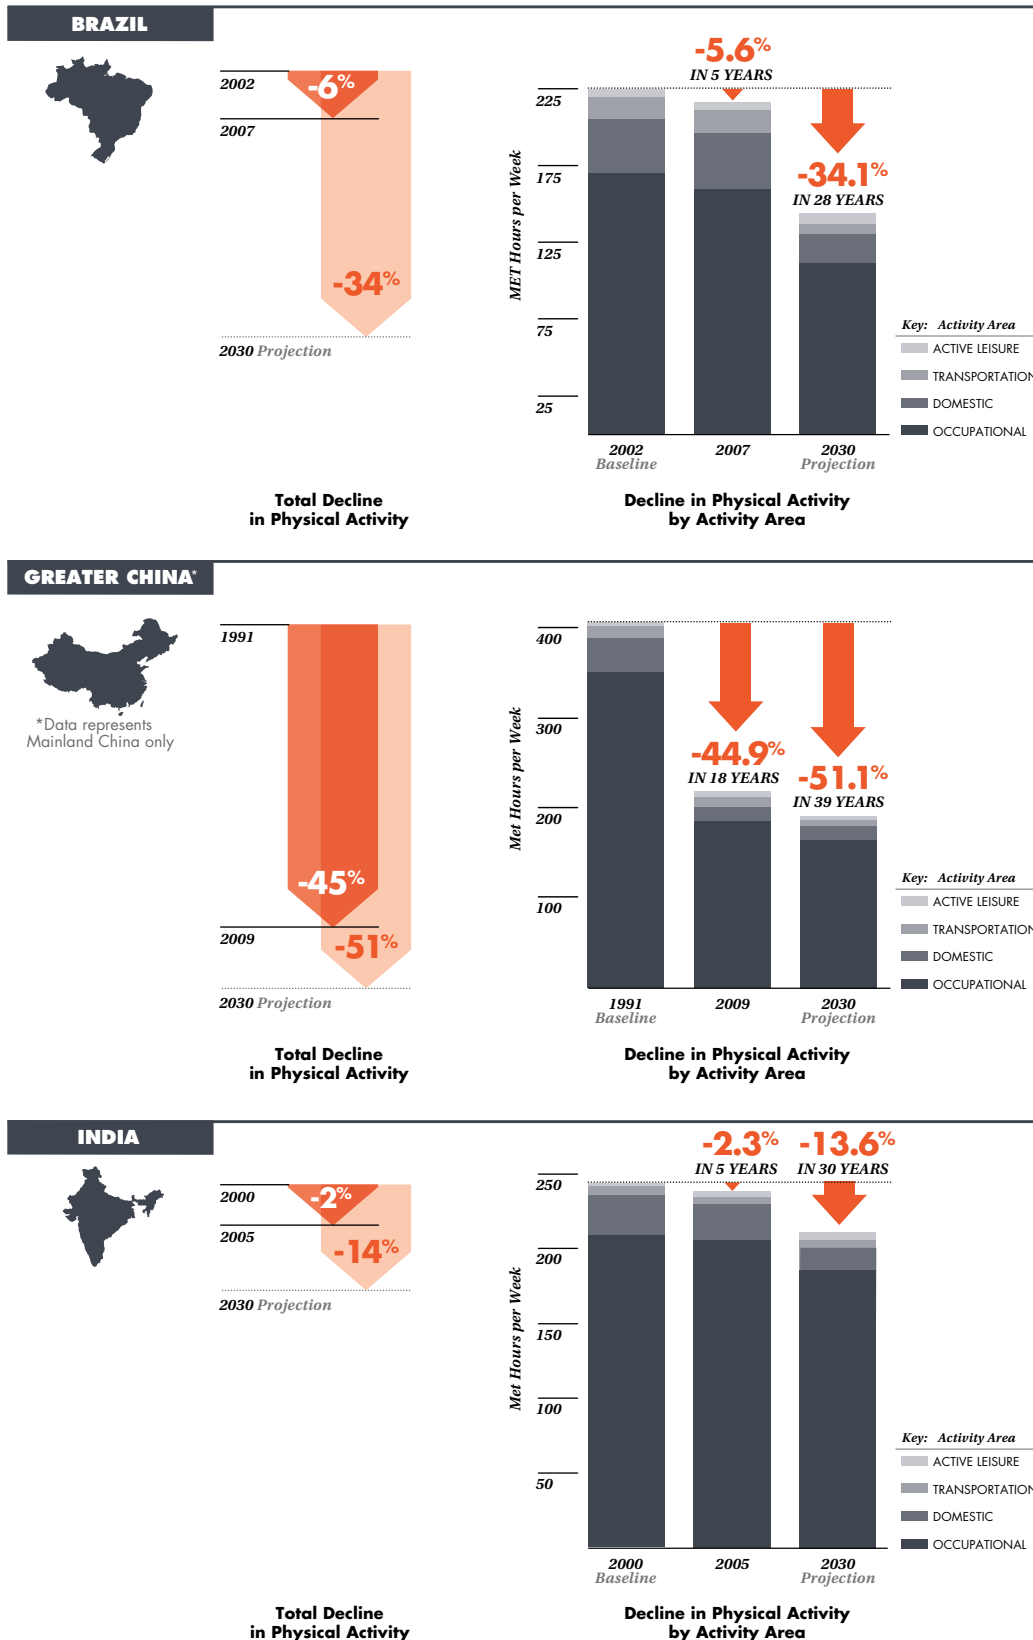 BRAZIL
2002
-6%
2007
-34%
2030 Projection
Total Decline
in Physical Activity
-5.6%
IN 5 YEARS
225
175
125
75
25
MET Hours per Week
-34.1%
IN 28 YEARS
2002
Baseline
2007
2030
Projection
Key: Activity Area
ACTIVE LEISURE
TRANSPORTATION
DOMESTIC
OCCUPATIONAL
Decline in Physical Activity
by Activity Area
GREATER CHINA*
*Data represents
Mainland China only
1991
-45%
2009
-51%
2030 Projection
Total Decline
in Physical Activity
400
300
200
100
Met Hours per Week
-44.9%
IN 18 YEARS
-51.1%
IN 39 YEARS
1991
Baseline
2009
2030
Projection
Key: Activity Area
ACTIVE LEISURE
TRANSPORTATION
DOMESTIC
OCCUPATIONAL
Decline in Physical Activity
by Activity Area
INDIA
2000
-2%
2005
-14%
2030 Projection
Total Decline
in Physical Activity
-2.3%
IN 5 YEARS
-13.6%
IN 30 YEARS
250
200
150
100
50
Met Hours per Week
2000
Baseline
2005
2030
Projection
Key: Activity Area
ACTIVE LEISURE
TRANSPORTATION
DOMESTIC
OCCUPATIONAL
Decline in Physical Activity
by Activity Area